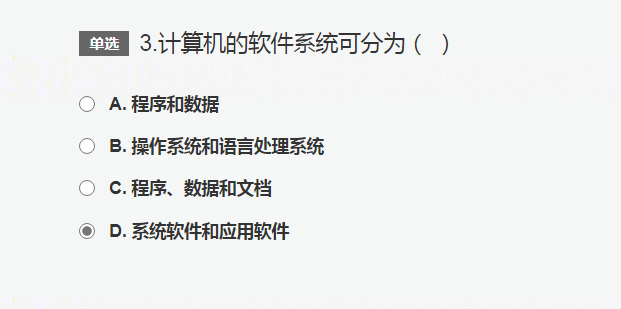 单选 3.计算机的软件系统可分为 ( )
A. 程序和数据
B. 操作系统和语言处理系统
C. 程序、数据和文档
D. 系统软件和应用软件